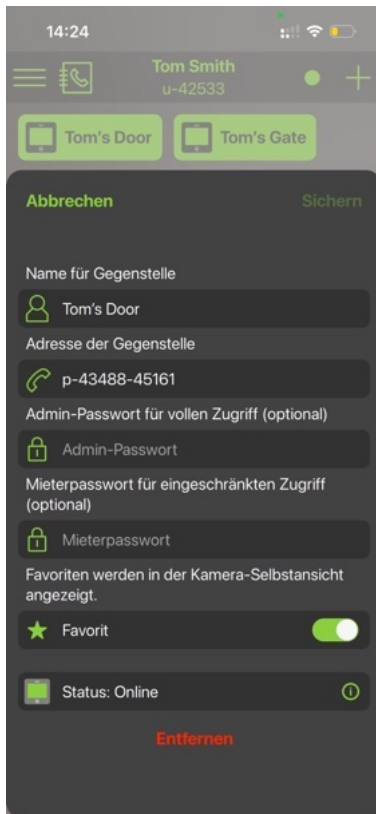 14:24
Tom Smith
u-42533
Tom's Door
Tom's Gate
Abbrechen
Sichern
Name für Gegenstelle
Tom's Door
Adresse der Gegenstelle
p-43488-45161
Admin-Passwort für vollen Zugriff (optional)
Admin-Passwort
Mieterpasswort für eingeschränkten Zugriff
(optional)
Mieterpasswort
Favoriten werden in der Kamera-Selbstansicht
angezeigt.
Favorit
Status: Online
Entfernen